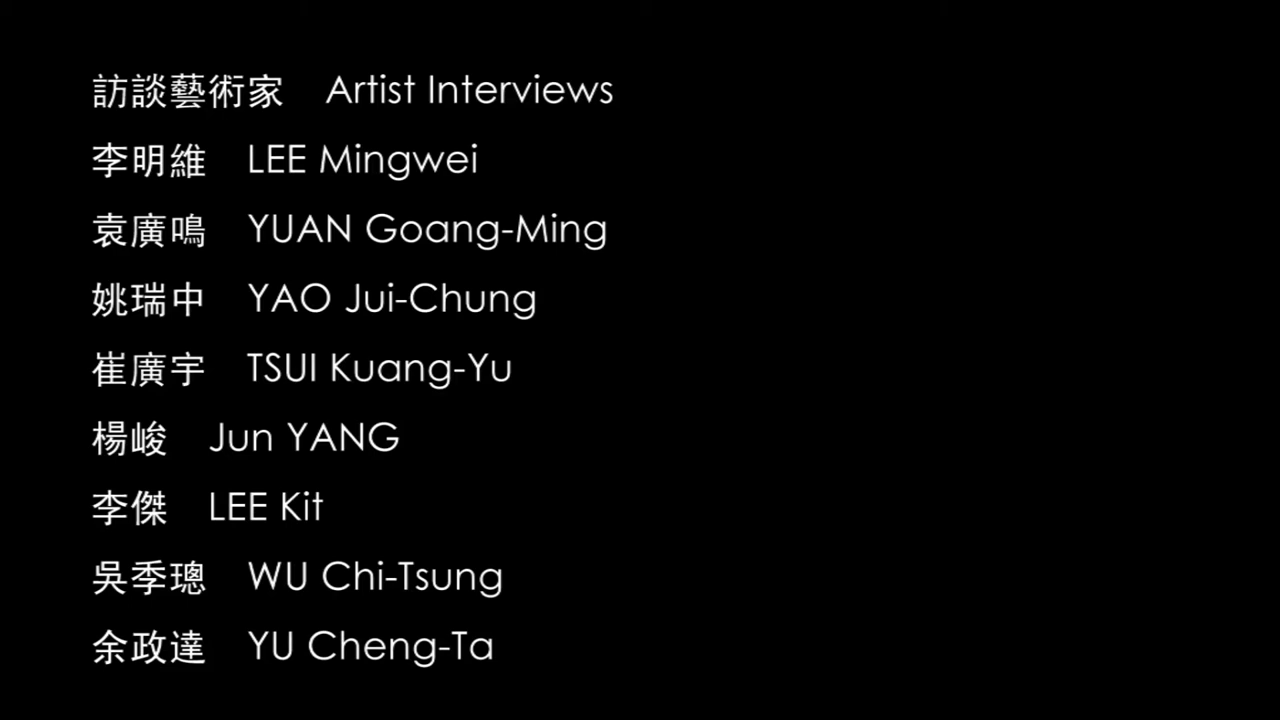 訪談藝術家 Artist Interviews
李明維 LEE Mingwei
袁廣鳴 YUAN Goang-Ming
姚瑞中 YAO Jui-Chung
崔廣宇 TSUI Kuang-Yu
楊峻 Jun YANG
李傑 LEE Kit
吳季璁 WU Chi-Tsung
余政達 YU Cheng-Ta